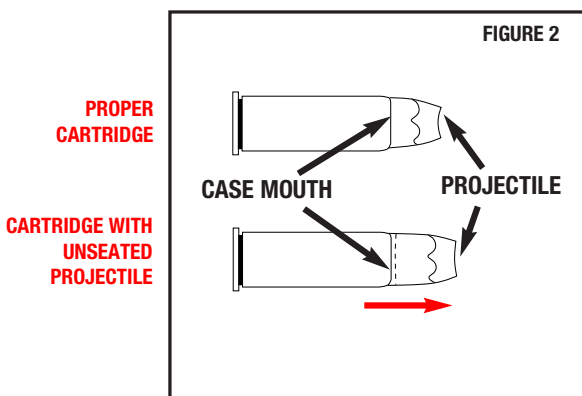 FIGURE 2
PROPER
CARTRIDGE
CASE MOUTH
PROJECTILE
CARTRIDGE WITH
UNSEATED
PROJECTILE